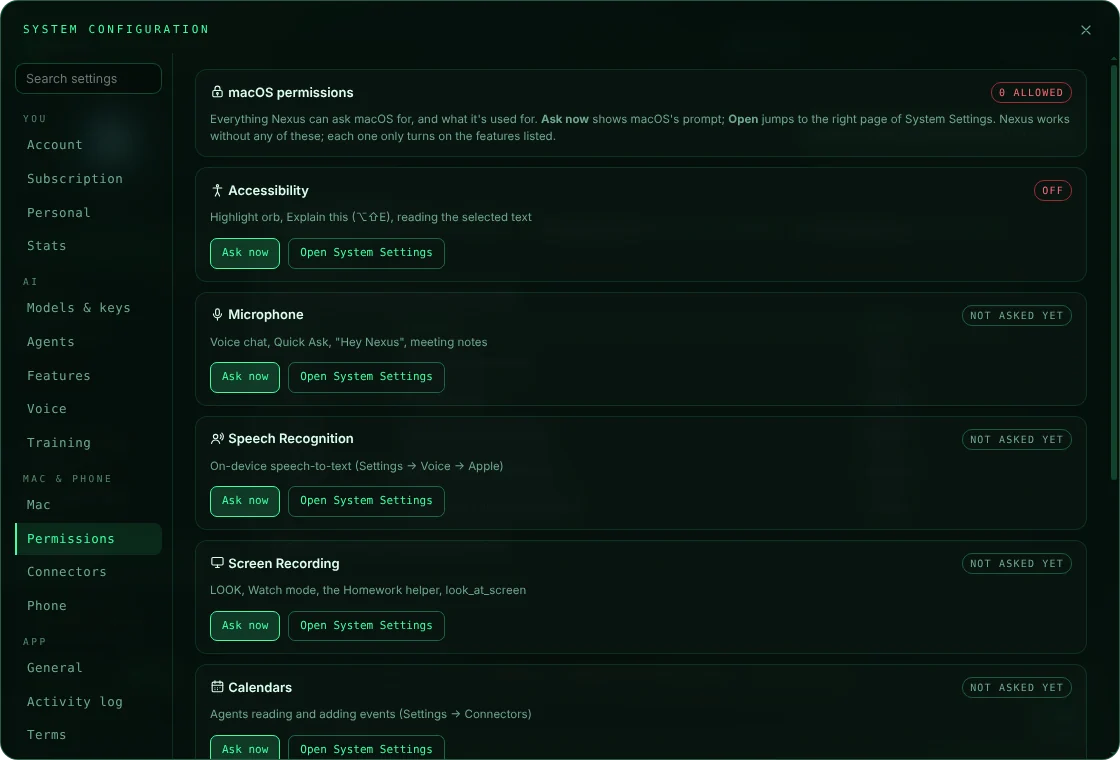 SYSTEM CONFIGURATION
Search settings
YOU
Account
Subscription
Personal
Stats
AI
Models & keys
Agents
Features
Voice
Training
MAC & PHONE
Mac
Permissions
Connectors
Phone
APP
General
Activity log
Terms
macOS permissions
0 ALLOWED
Everything Nexus can ask macOS for, and what it's used for. Ask now shows macOS's prompt; Open jumps to the right page of System Settings. Nexus works
without any of these; each one only turns on the features listed.
Accessibility
OFF
Highlight orb, Explain this (⌥⇧E), reading the selected text
Ask now
Open System Settings
Microphone
NOT ASKED YET
Voice chat, Quick Ask, "Hey Nexus", meeting notes
Ask now
Open System Settings
Speech Recognition
NOT ASKED YET
On-device speech-to-text (Settings → Voice → Apple)
Ask now
Open System Settings
Screen Recording
NOT ASKED YET
LOOK, Watch mode, the Homework helper, look_at_screen
Ask now
Open System Settings
Calendars
NOT ASKED YET
Agents reading and adding events (Settings → Connectors)
Ask now
Open System Settings